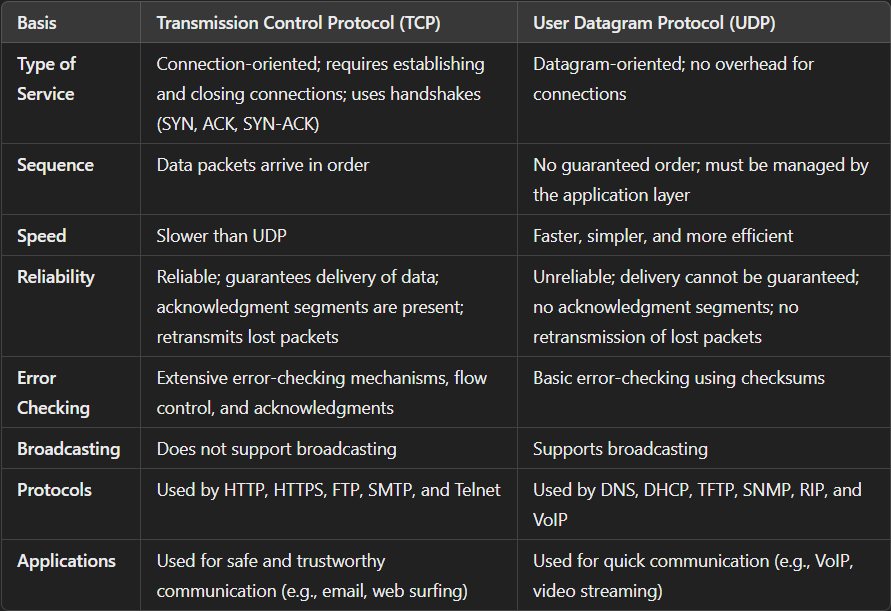 Basis
Transmission Control Protocol (TCP)
User Datagram Protocol (UDP)
Type of
Service
Connection-oriented; requires establishing
and closing connections; uses handshakes
(SYN, ACK, SYN-ACK)
Datagram-oriented; no overhead for
connections
Sequence
Data packets arrive in order
No guaranteed order; must be managed by
the application layer
Speed
Slower than UDP
Faster, simpler, and more efficient
Reliability
Reliable; guarantees delivery of data;
acknowledgment segments are present;
retransmits lost packets
Unreliable; delivery cannot be guaranteed;
no acknowledgment segments; no
retransmission of lost packets
Error
Checking
Extensive error-checking mechanisms, flow
control, and acknowledgments
Basic error-checking using checksums
Broadcasting
Does not support broadcasting
Supports broadcasting
Protocols
Used by HTTP, HTTPS, FTP, SMTP, and Telnet
Used by DNS, DHCP, TFTP, SNMP, RIP, and
VoIP
Applications
Used for safe and trustworthy
communication (e.g., email, web surfing)
Used for quick communication (e.g., VoIP,
video streaming)